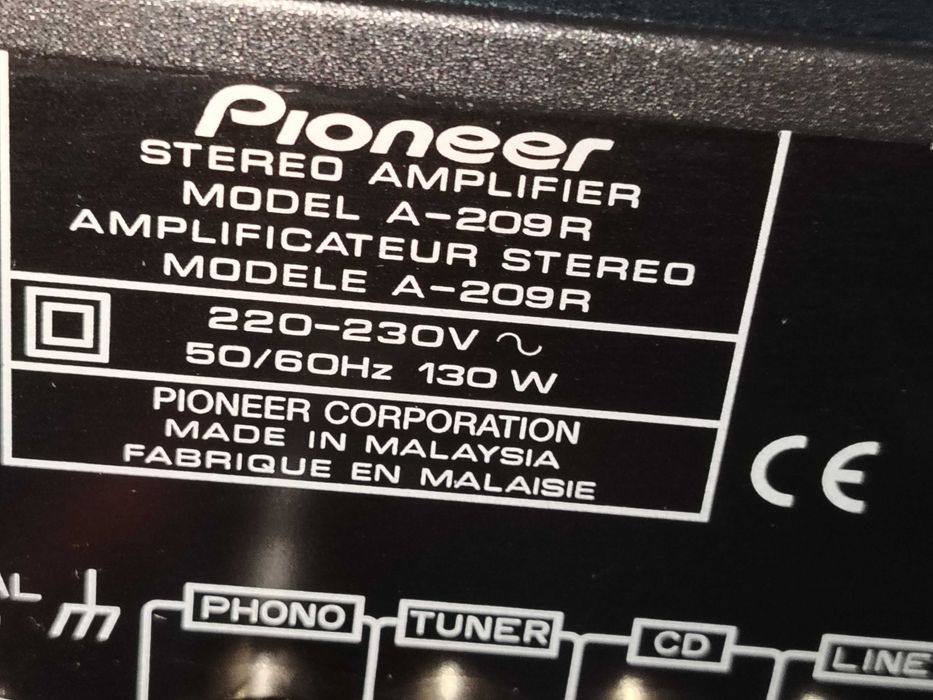 Pioneer
STEREO AMPLIFIER
MODEL A-209R
AMPLIFICATEUR STEREO
MODELE A-209R
220-230V ~
50/60Hz 130 W
PIONEER CORPORATION
MADE IN MALAYSIA
FABRIQUE EN MALAISIE
CE
PHONO TUNER CD LINE